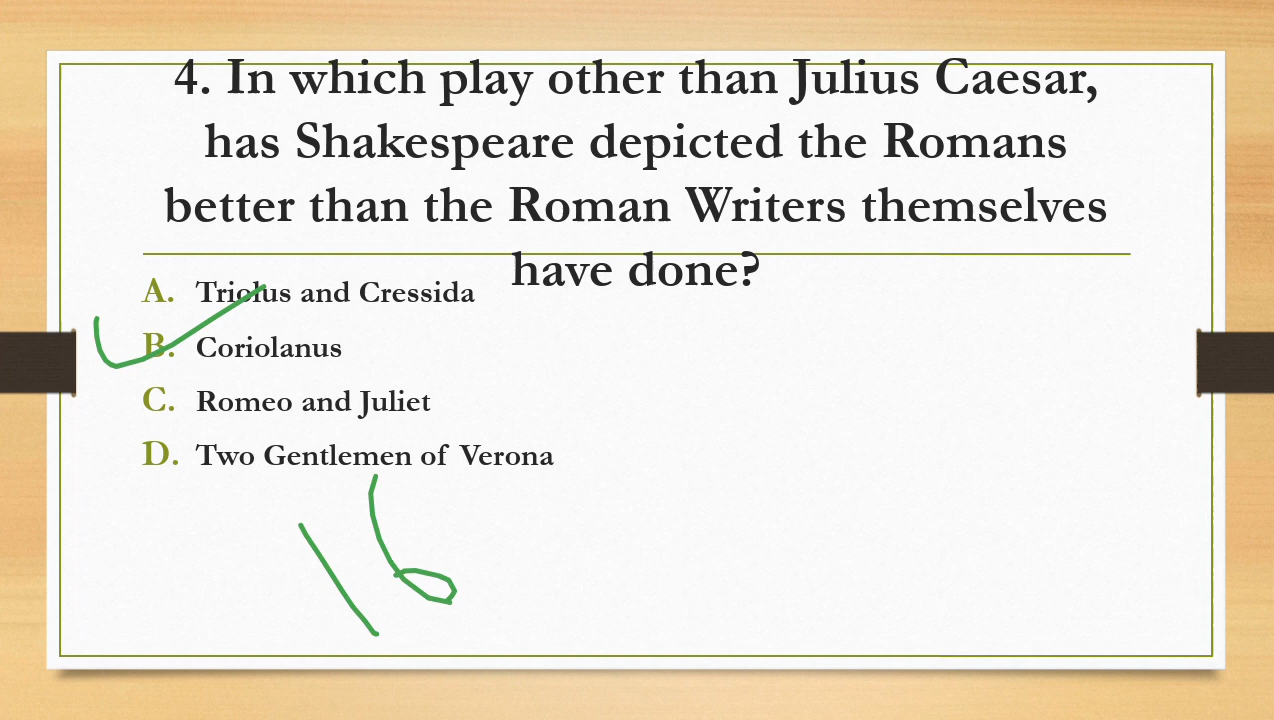 4. In which play other than Julius Caesar,
has Shakespeare depicted the Romans
better than the Roman Writers themselves
have done?
A. Triolus and Cressida
B. Coriolanus
C. Romeo and Juliet
D. Two Gentlemen of Verona
16